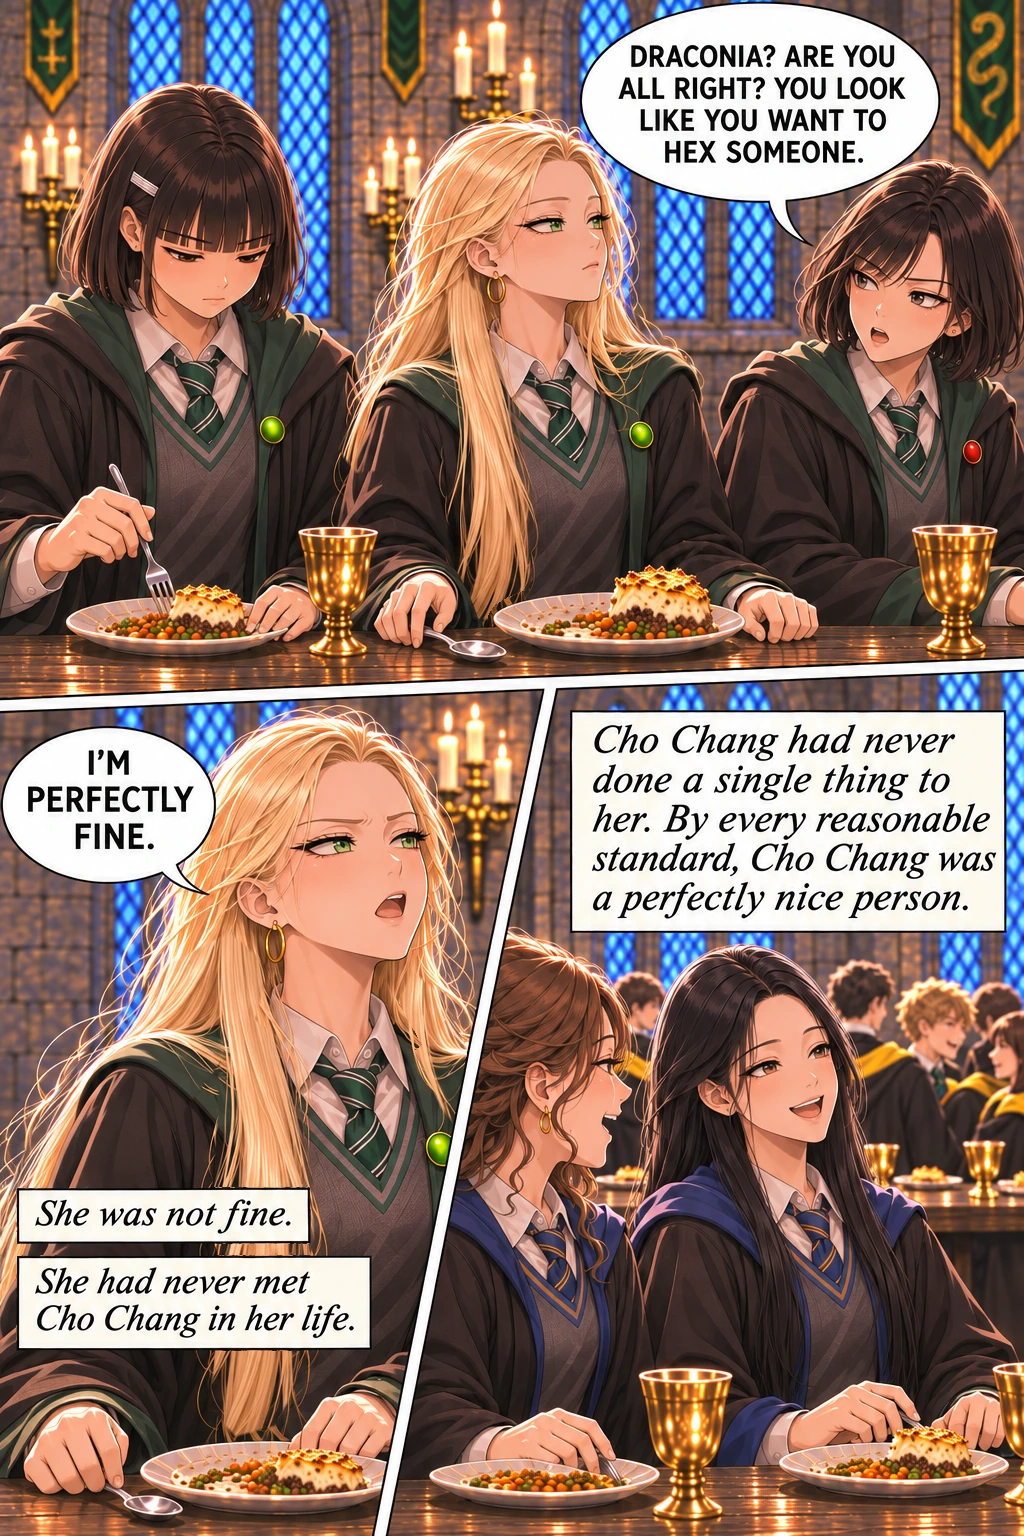 DRACONIA? ARE YOU
ALL RIGHT? YOU LOOK
LIKE YOU WANT TO
HEX SOMEONE.
I'M
PERFECTLY
FINE.
She was not fine.
She had never met
Cho Chang in her life.
Cho Chang had never
done a single thing to
her. By every reasonable
standard, Cho Chang was
a perfectly nice person.